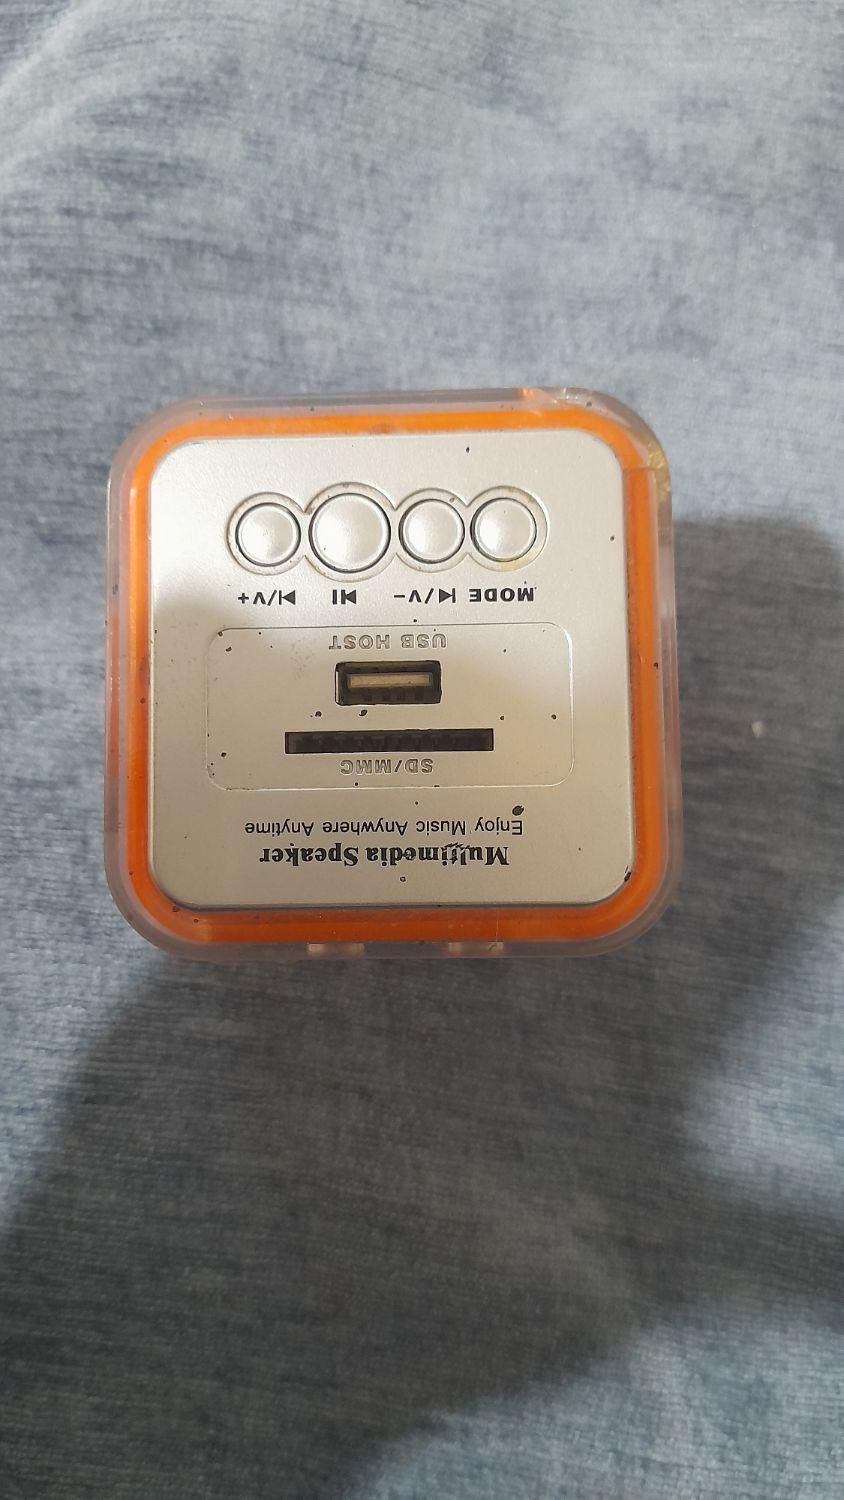 Multimedia Speaker
Enjoy Music Anywhere Anytime
SD/MMC
USB HOST
MODE |◀/V− ▶|| ▶|/V+